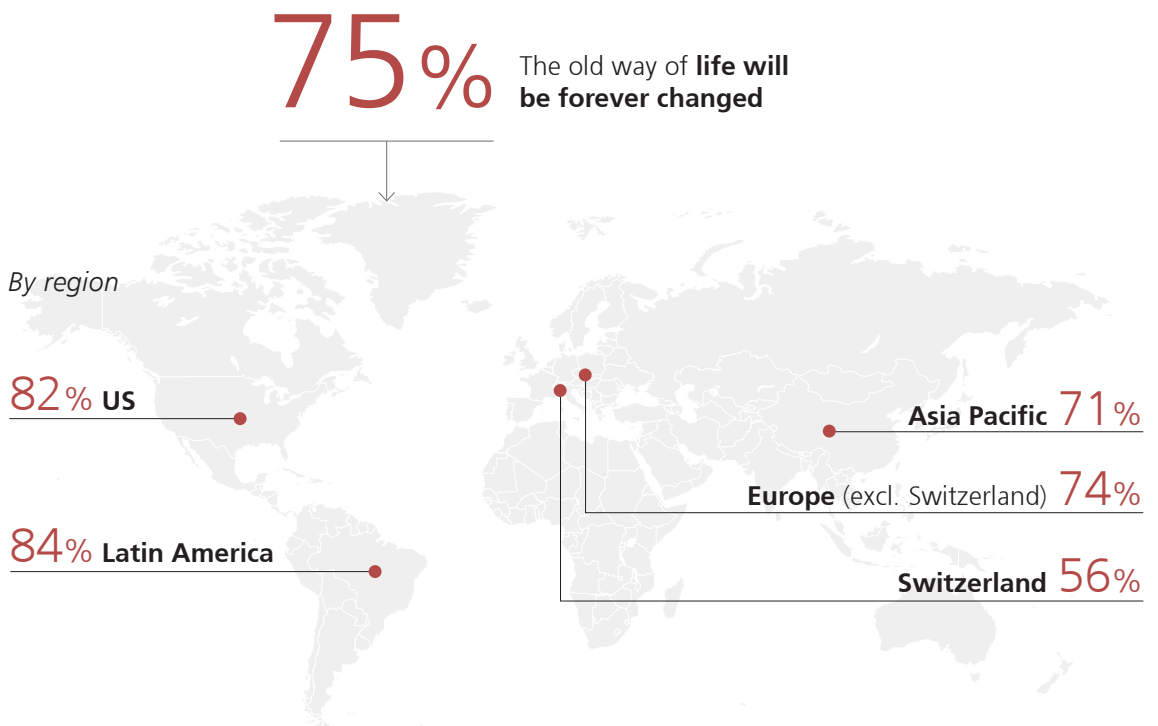 75% The old way of life will
be forever changed
By region
82% US
84% Latin America
Asia Pacific 71%
Europe (excl. Switzerland) 74%
Switzerland 56%